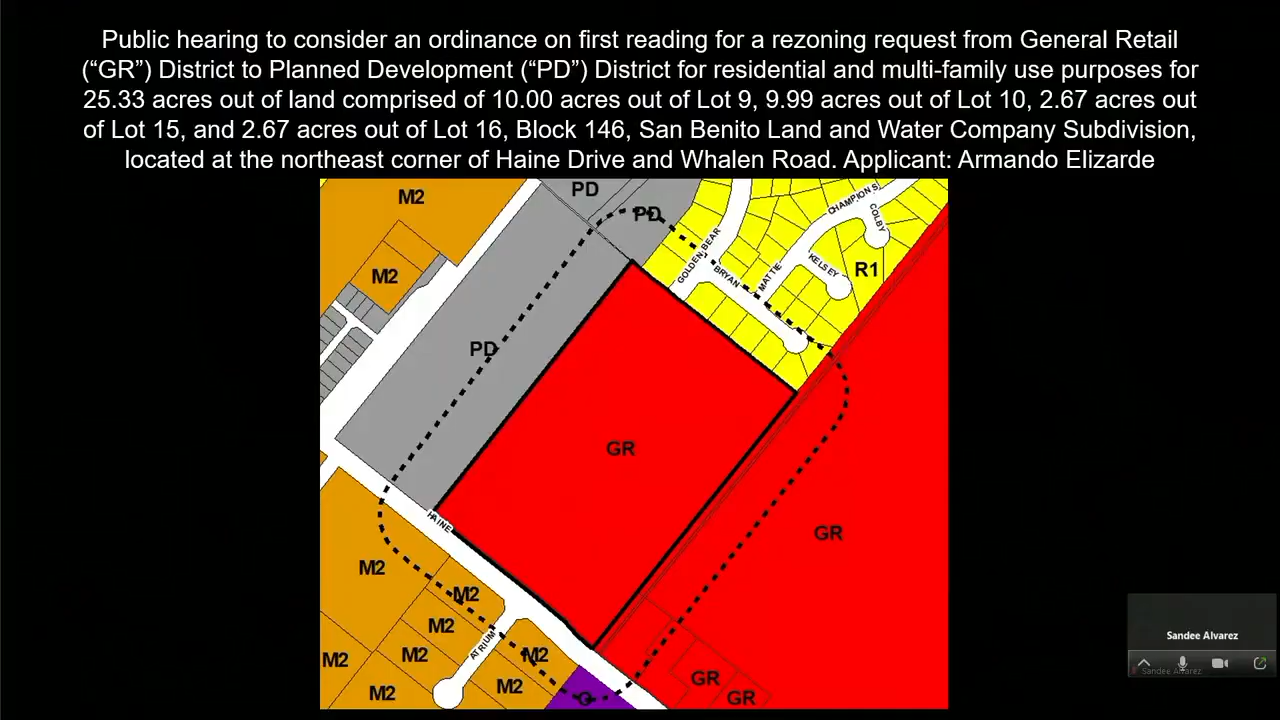 Public hearing to consider an ordinance on first reading for a rezoning request from General Retail
(“GR”) District to Planned Development (“PD”) District for residential and multi-family use purposes for
25.33 acres out of land comprised of 10.00 acres out of Lot 9, 9.99 acres out of Lot 10, 2.67 acres out
of Lot 15, and 2.67 acres out of Lot 16, Block 146, San Benito Land and Water Company Subdivision,
located at the northeast corner of Haine Drive and Whalen Road. Applicant: Armando Elizarde
M2
PD
PD
CHAMPIONS
COLBY
GOLDEN BEAR
M2
BRYAN
MATTIE
KELSEY
R1
PD
GR
HAINE
GR
M2
M2
M2
ATRIUM
M2
M2
M2
M2
M2
O
GR
GR
Sandee Alvarez
Sandee Alvarez